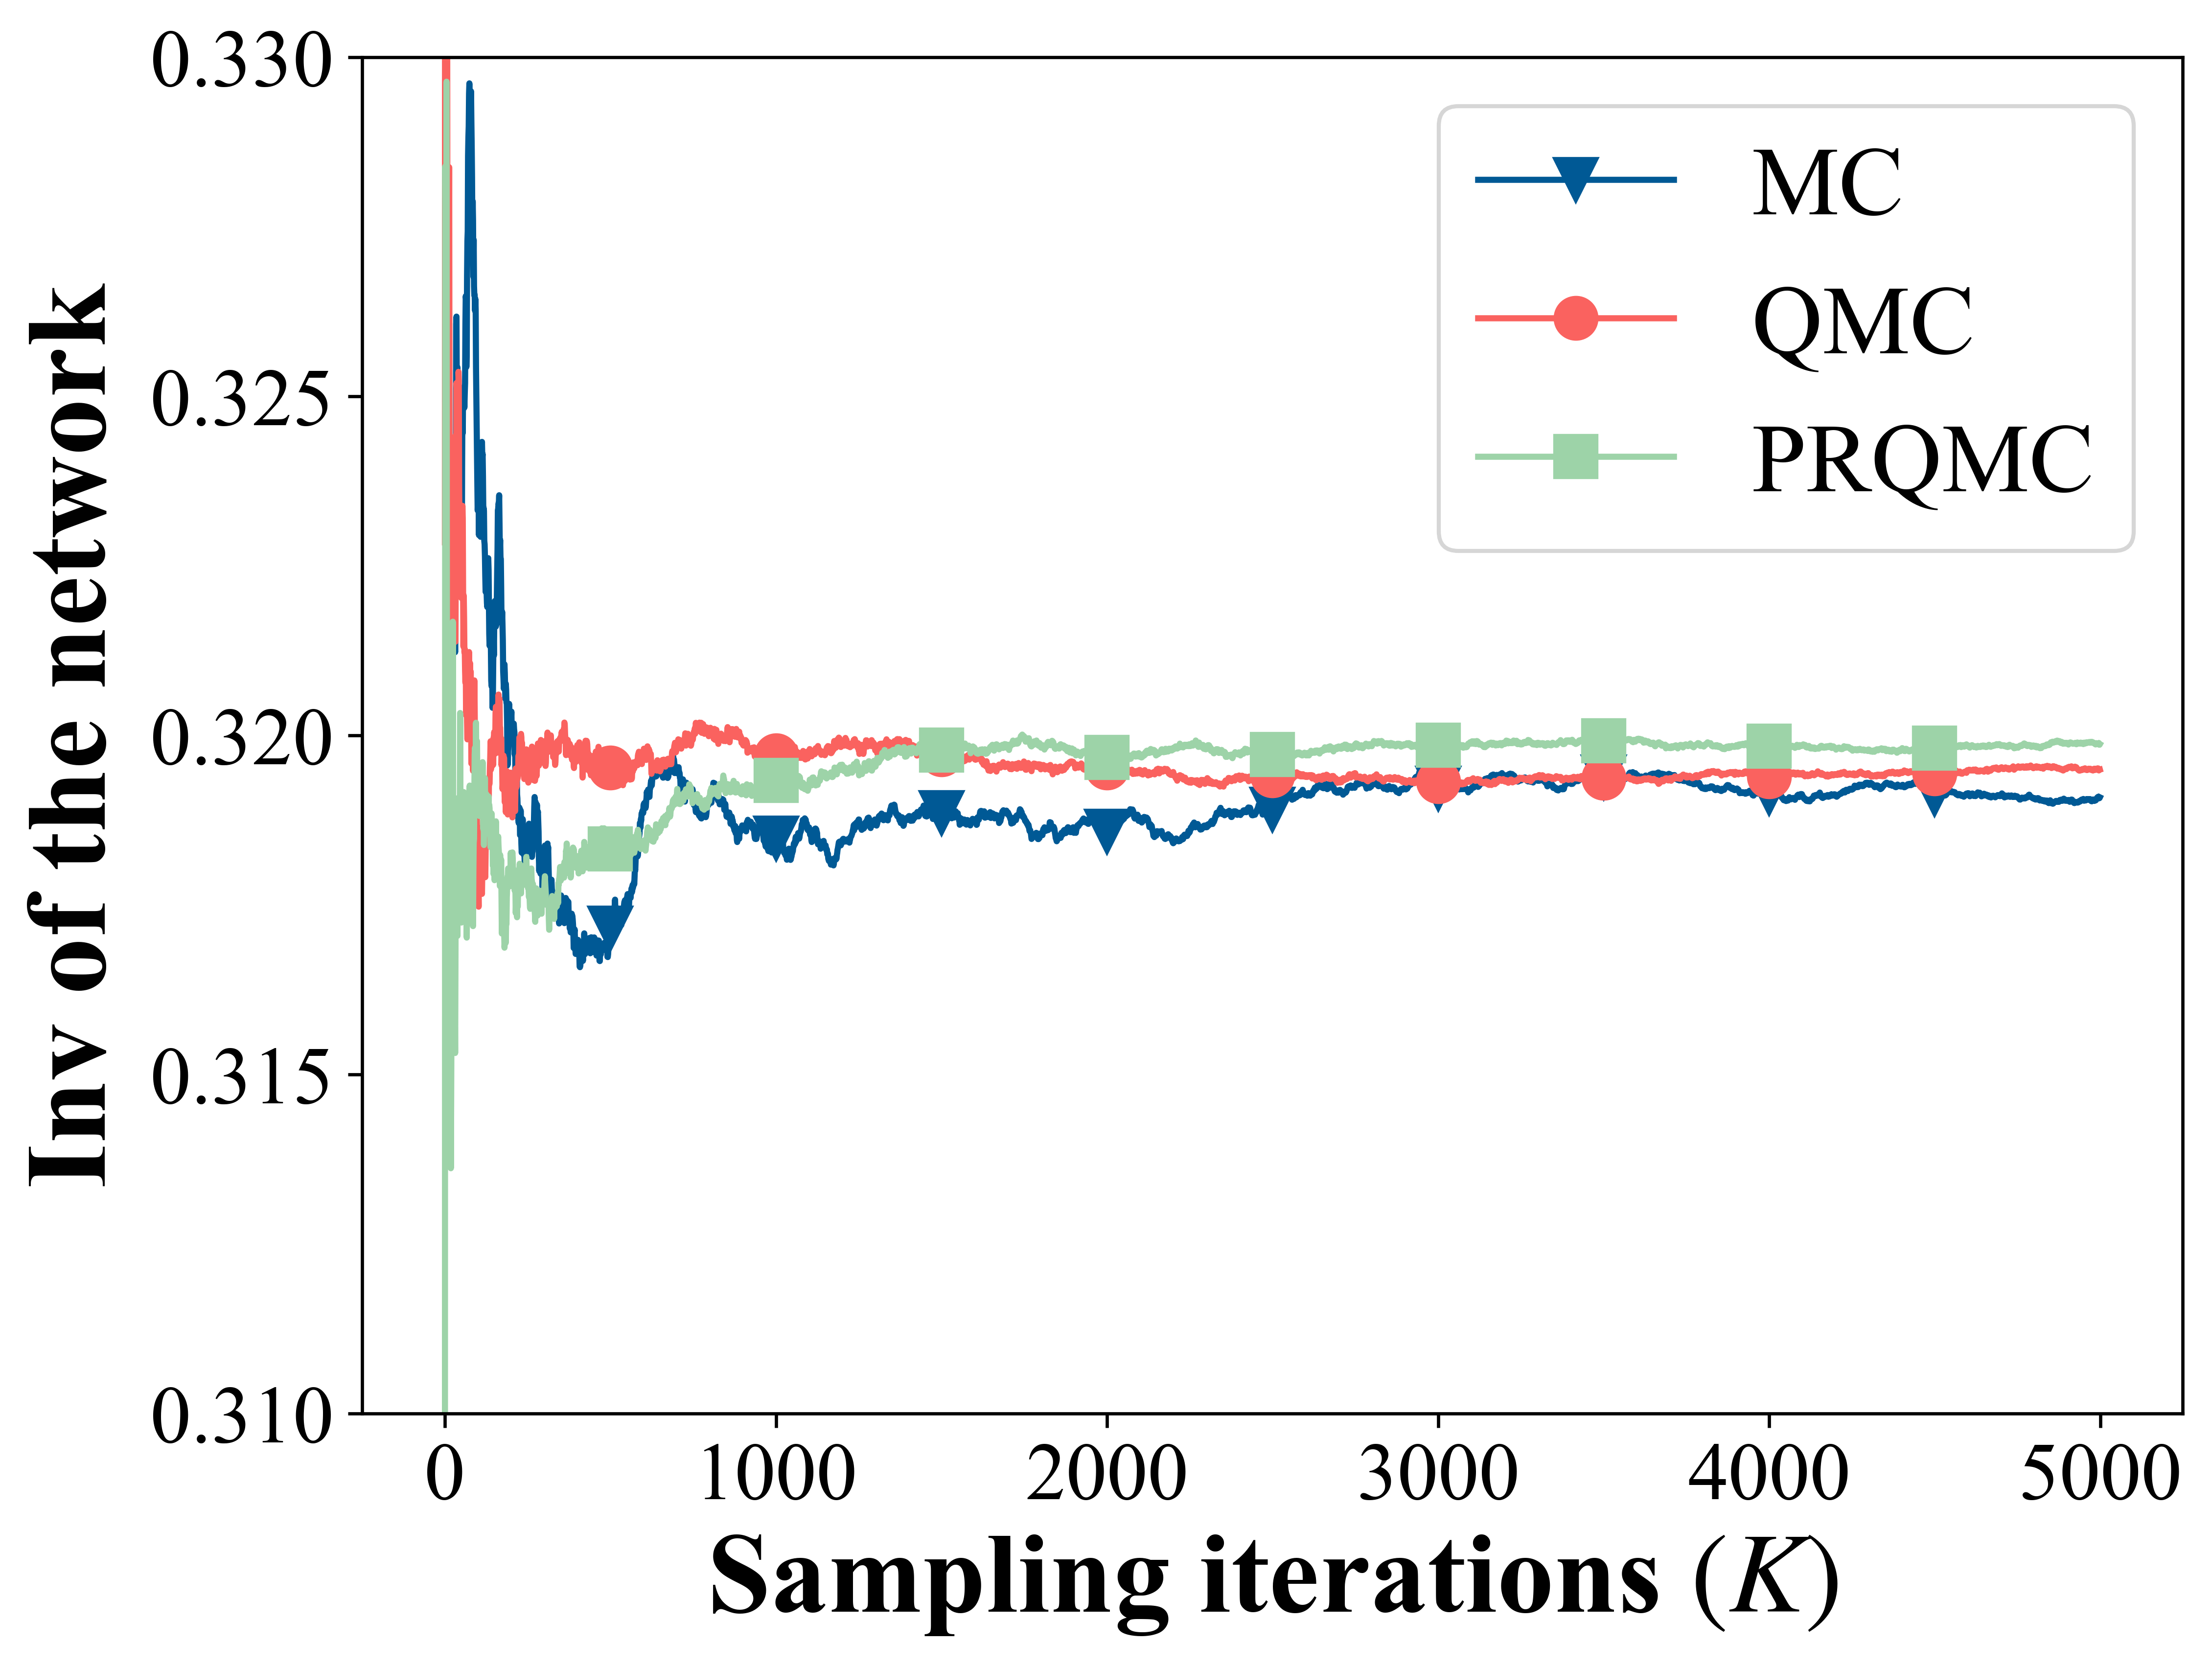 0.330
0.325
0.320
0.315
0.310
Inv of the network
MC
QMC
PRQMC
0 1000 2000 3000 4000 5000
Sampling iterations (K)